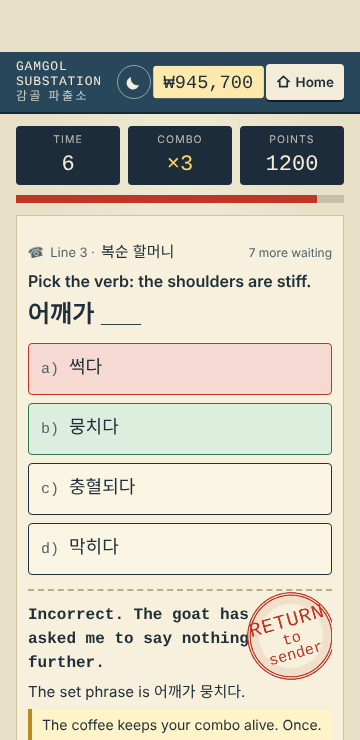 GAMGOL
SUBSTATION
감골 파출소
₩945,700
Home
TIME
6
COMBO
×3
POINTS
1200
Line 3 · 복순 할머니
7 more waiting
Pick the verb: the shoulders are stiff.
어깨가 ____
a) 썩다
b) 뭉치다
c) 충혈되다
d) 막히다
Incorrect. The goat has
asked me to say nothing
further.
RETURN
to
sender
The set phrase is 어깨가 뭉치다.
The coffee keeps your combo alive. Once.